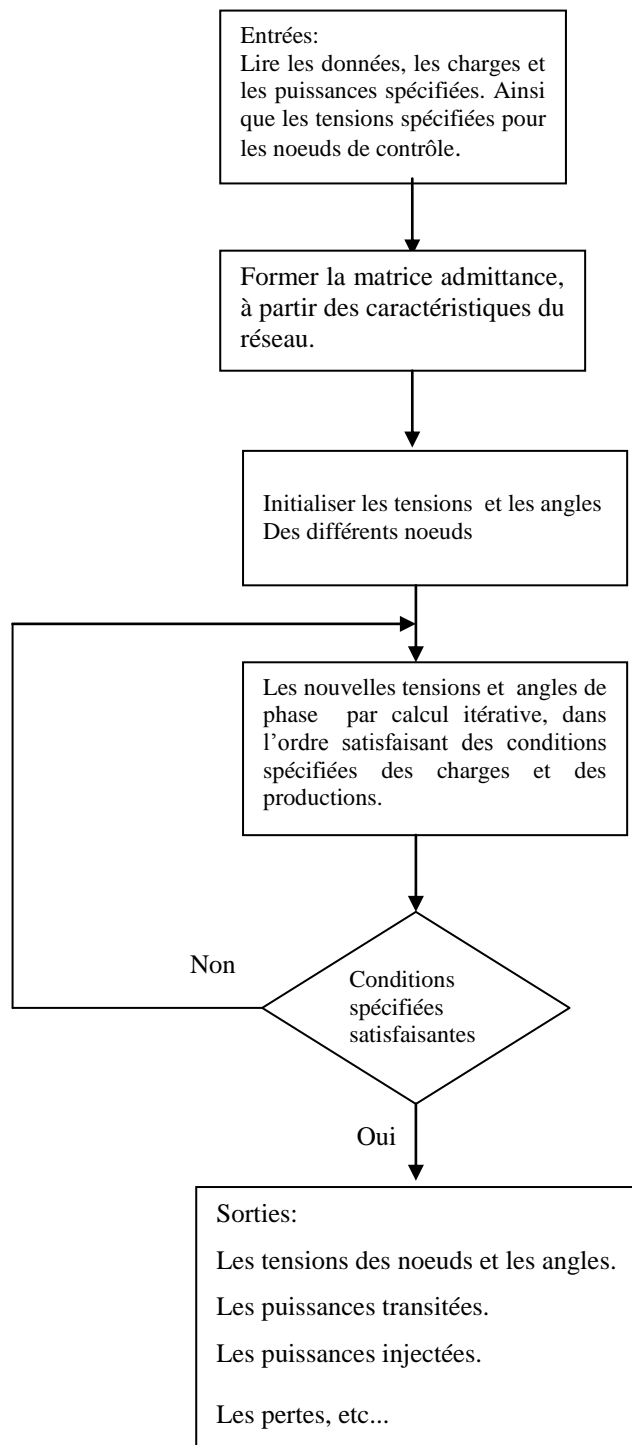 Entrées:
Lire les données, les charges et
les puissances spécifiées. Ainsi
que les tensions spécifiées pour
les noeuds de contrôle.
Former la matrice admittance,
à partir des caractéristiques du
réseau.
Initialiser les tensions et les angles
Des différents noeuds
Les nouvelles tensions et angles de
phase par calcul itérative, dans
l’ordre satisfaisant des conditions
spécifiées des charges et des
productions.
Non
Conditions
spécifiées
satisfaisantes
Oui
Sorties:
Les tensions des noeuds et les angles.
Les puissances transitées.
Les puissances injectées.
Les pertes, etc...